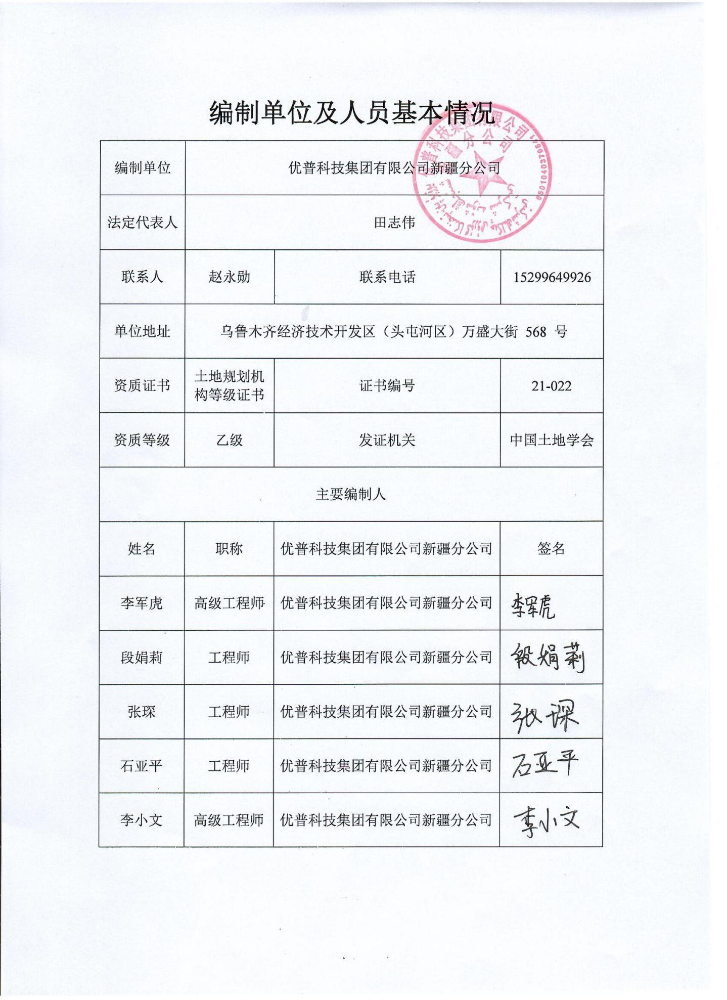 编制单位及人员基本情况
优普科技集团有限公司
新疆分公司
6501040370541
编制单位 优普科技集团有限公司新疆分公司
法定代表人 田志伟
联系人 赵永勋 联系电话 15299649926
单位地址 乌鲁木齐经济技术开发区（头屯河区）万盛大街 568 号
资质证书 土地规划机
构等级证书 证书编号 21-022
资质等级 乙级 发证机关 中国土地学会
主要编制人
姓名 职称 优普科技集团有限公司新疆分公司 签名
李军虎 高级工程师 优普科技集团有限公司新疆分公司 李军虎
段娟莉 工程师 优普科技集团有限公司新疆分公司 段娟莉
张琛 工程师 优普科技集团有限公司新疆分公司 张琛
石亚平 工程师 优普科技集团有限公司新疆分公司 石亚平
李小文 高级工程师 优普科技集团有限公司新疆分公司 李小文